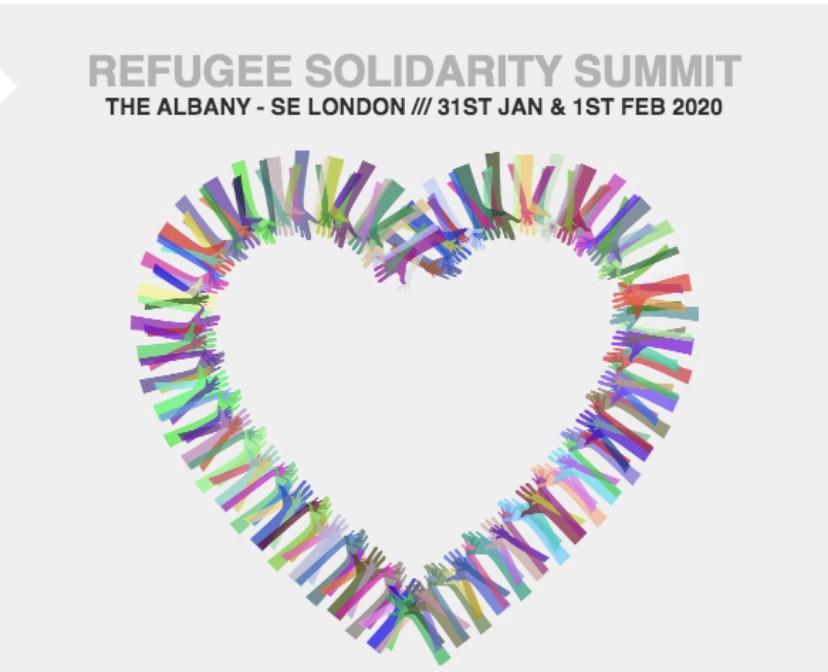 REFUGEE SOLIDARITY SUMMIT
THE ALBANY - SE LONDON /// 31ST JAN & 1ST FEB 2020